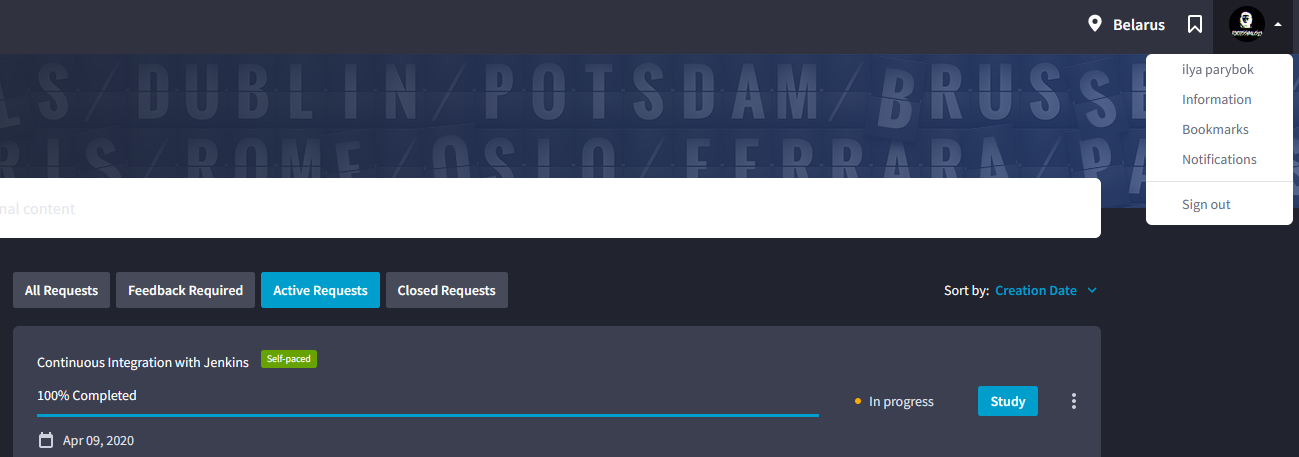 Belarus
ilya parybok
Information
Bookmarks
Notifications
Sign out
S / DUBLIN / POTSDAM / BRUSSE
RIS / ROME / OSLO / FERRARA / PA
nal content
All Requests
Feedback Required
Active Requests
Closed Requests
Sort by: Creation Date
Continuous Integration with Jenkins
Self-paced
100% Completed
In progress
Study
Apr 09, 2020